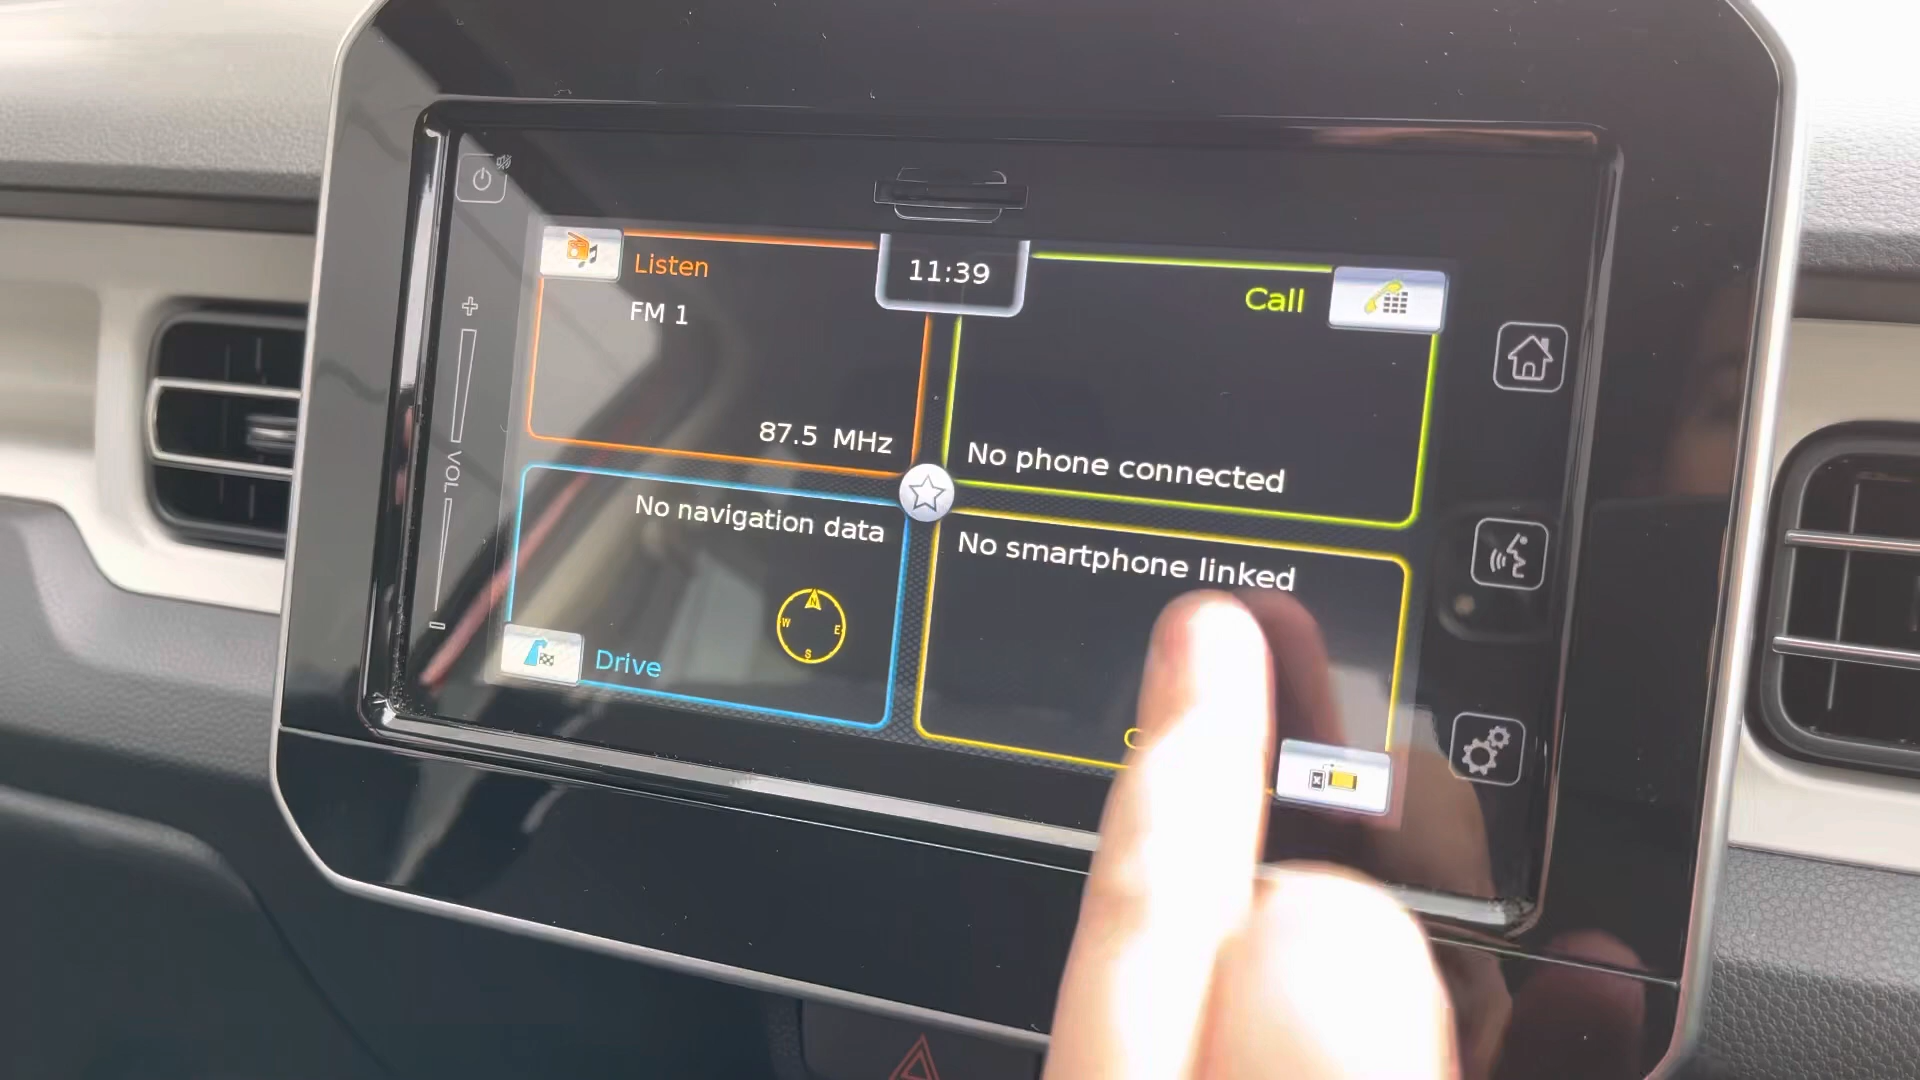 11:39
Listen
FM 1
87.5 MHz
Call
No phone connected
No navigation data
N
W
E
S
Drive
No smartphone linked
VOL